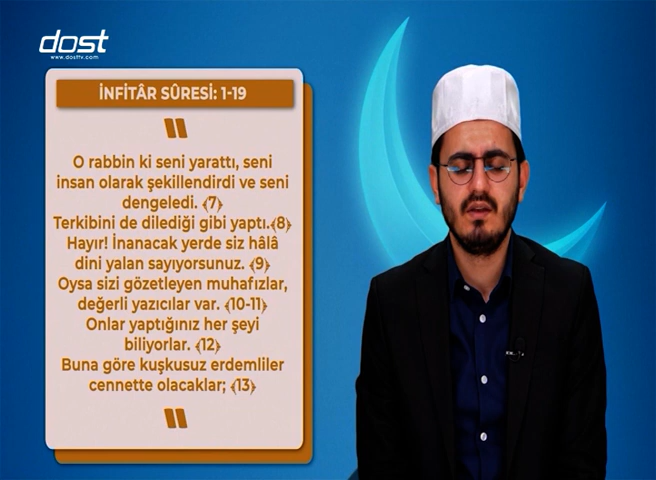 dost
www.dosttv.com
İNFİTÂR SÛRESİ: 1-19
O rabbin ki seni yarattı, seni
insan olarak şekillendirdi ve seni
dengeledi. ﴾7﴿
Terkibini de dilediği gibi yaptı.﴾8﴿
Hayır! İnanacak yerde siz hâlâ
dini yalan sayıyorsunuz. ﴾9﴿
Oysa sizi gözetleyen muhafızlar,
değerli yazıcılar var. ﴾10-11﴿
Onlar yaptığınız her şeyi
biliyorlar. ﴾12﴿
Buna göre kuşkusuz erdemliler
cennette olacaklar; ﴾13﴿